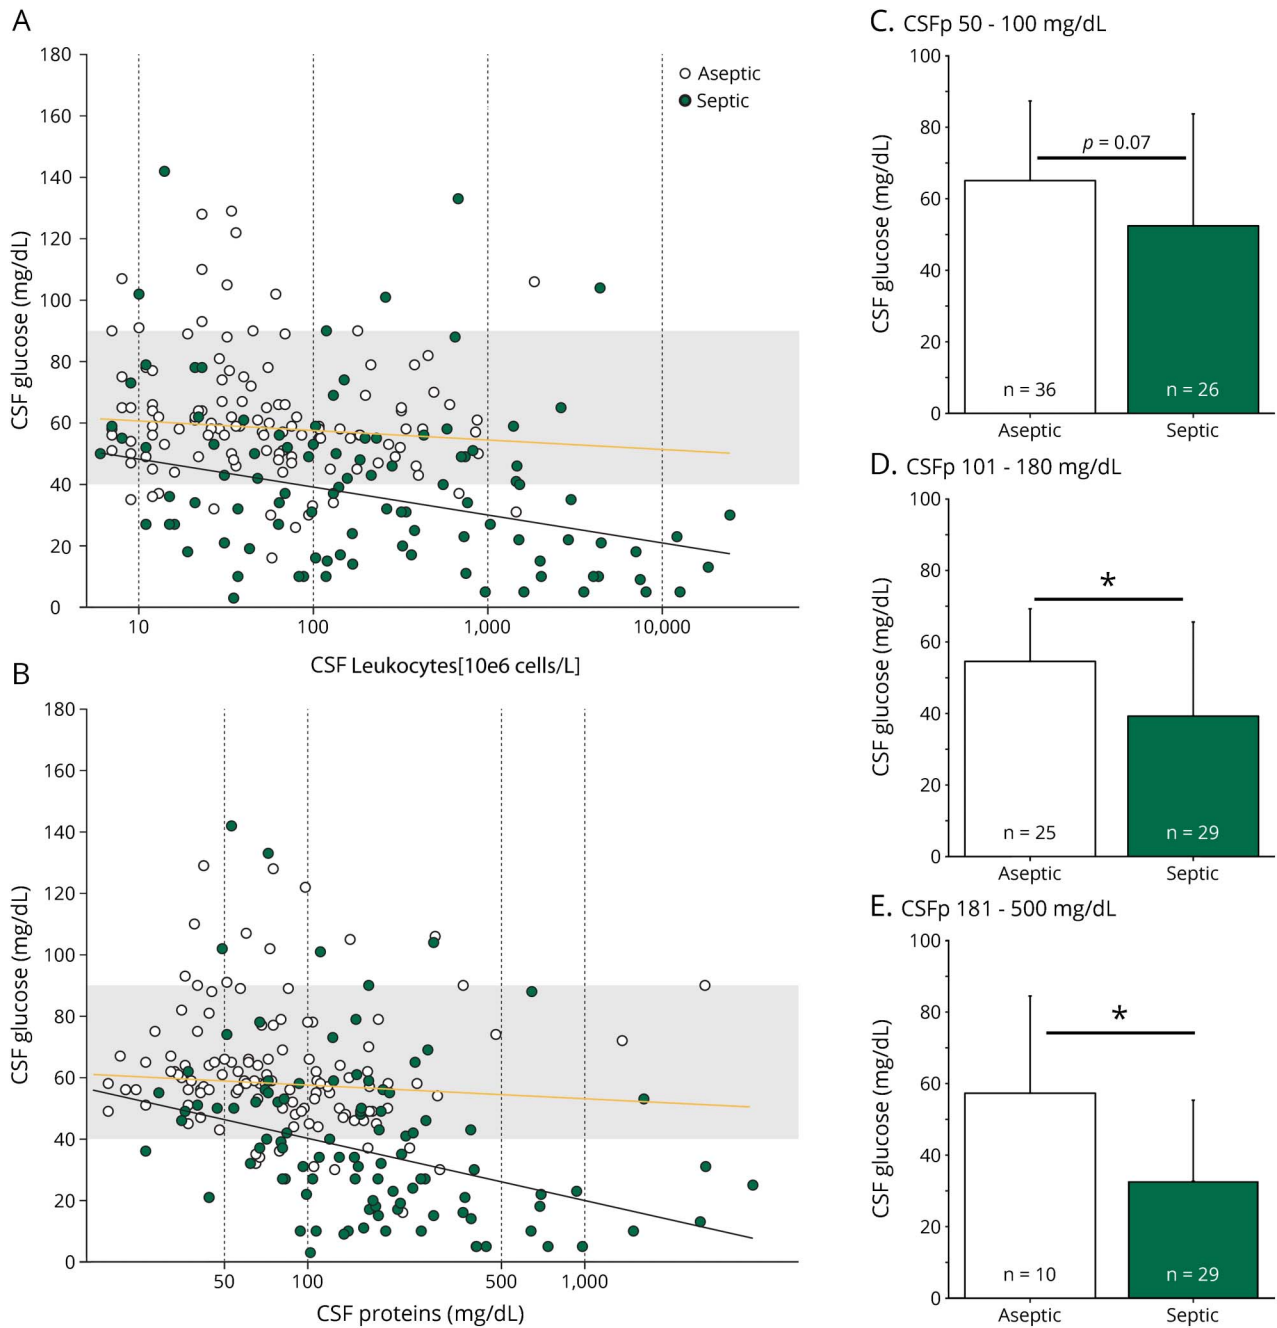 A
180
160
140
120
100
80
60
40
20
0
CSF glucose (mg/dL)
Aseptic
Septic
10
100
1,000
10,000
CSF Leukocytes[10e6 cells/L]
B
180
160
140
120
100
80
60
40
20
0
CSF glucose (mg/dL)
50
100
500
1,000
CSF proteins (mg/dL)
C. CSFp 50 - 100 mg/dL
100
80
60
40
20
0
CSF glucose (mg/dL)
p = 0.07
n = 36
n = 26
Aseptic
Septic
D. CSFp 101 - 180 mg/dL
100
80
60
40
20
0
CSF glucose (mg/dL)
*
n = 25
n = 29
Aseptic
Septic
E. CSFp 181 - 500 mg/dL
100
80
60
40
20
0
CSF glucose (mg/dL)
*
n = 10
n = 29
Aseptic
Septic